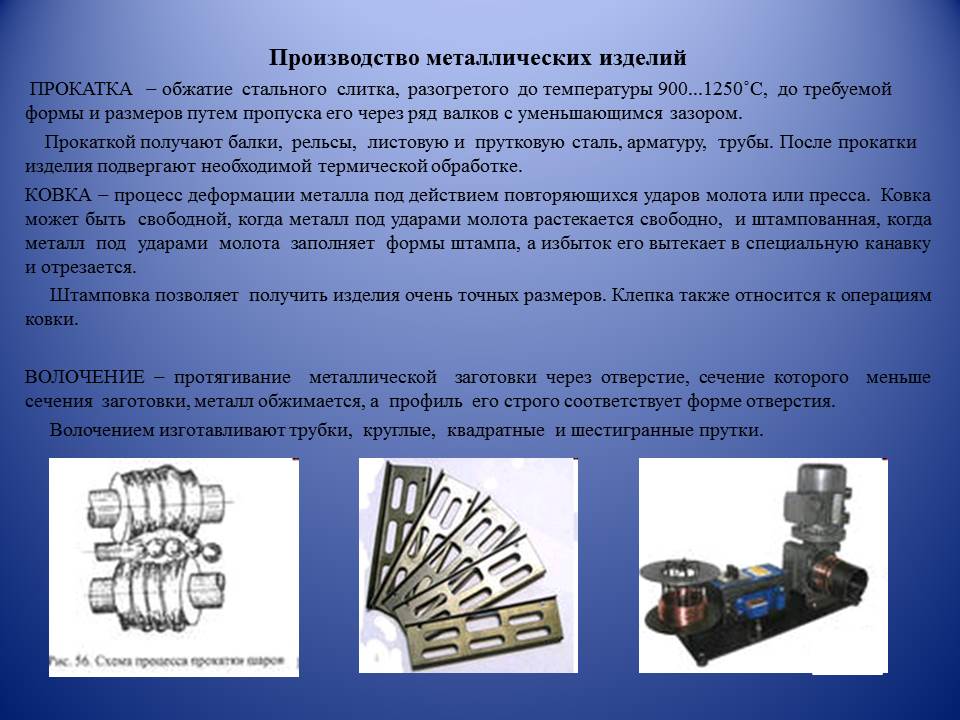 Производство металлических изделий
ПРОКАТКА – обжатие стального слитка, разогретого до температуры 900...1250˚С, до требуемой
формы и размеров путем пропуска его через ряд валков с уменьшающимся зазором.
Прокаткой получают балки, рельсы, листовую и прутковую сталь, арматуру, трубы. После прокатки
изделия подвергают необходимой термической обработке.
КОВКА – процесс деформации металла под действием повторяющихся ударов молота или пресса. Ковка
может быть свободной, когда металл под ударами молота растекается свободно, и штампованная, когда
металл под ударами молота заполняет формы штампа, а избыток его вытекает в специальную канавку
и отрезается.
Штамповка позволяет получить изделия очень точных размеров. Клепка также относится к операциям
ковки.
ВОЛОЧЕНИЕ – протягивание металлической заготовки через отверстие, сечение которого меньше
сечения заготовки, металл обжимается, а профиль его строго соответствует форме отверстия.
Волочением изготавливают трубки, круглые, квадратные и шестигранные прутки.
Рис. 56. Схема процесса прокатки шаров